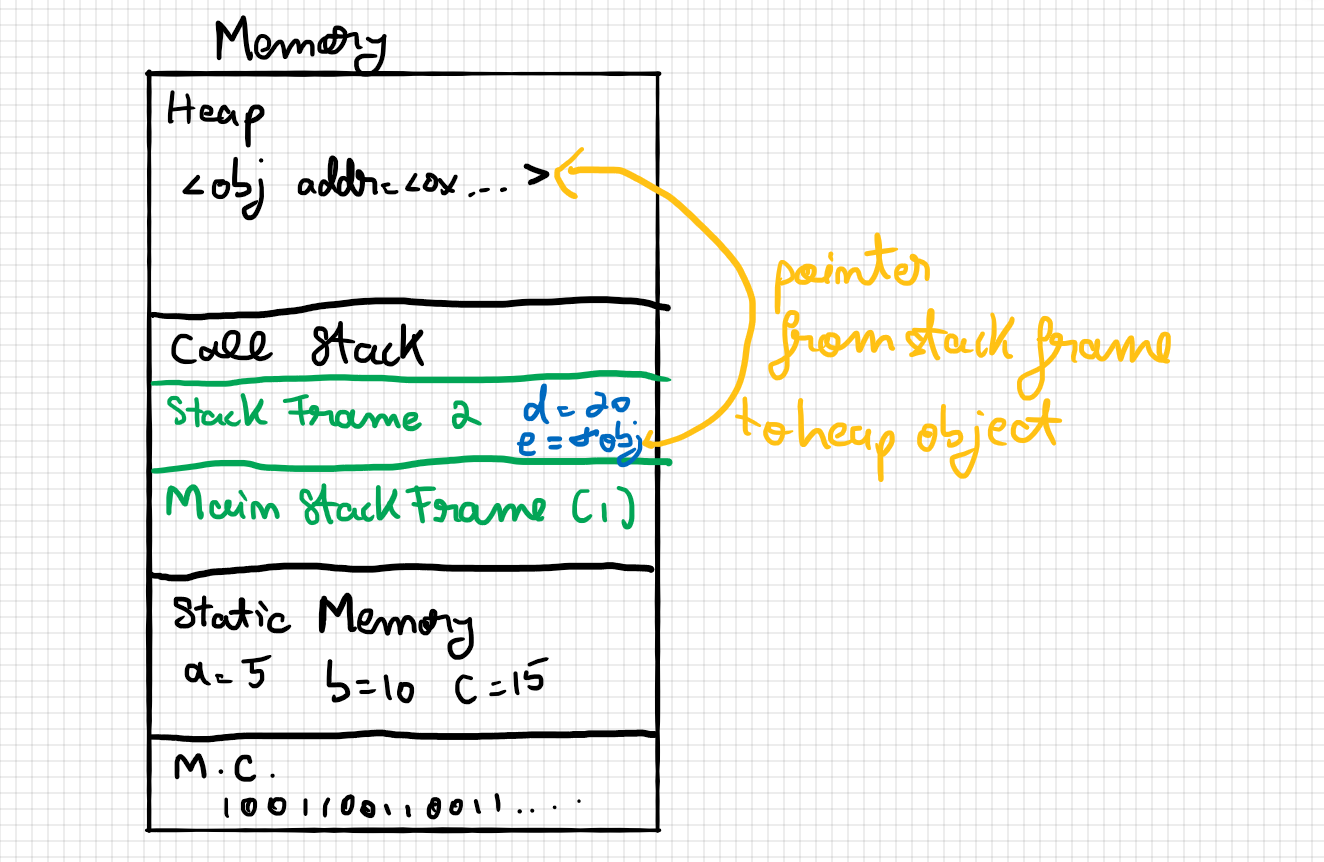 Memory
Heap
<obj addr=<0x... >
pointer
from stack frame
to heap object
Call Stack
Stack Frame 2 d=20
e=*obj
Main Stack Frame (1)
Static Memory
a=5 b=10 c=15
M.C.
1001100110011....